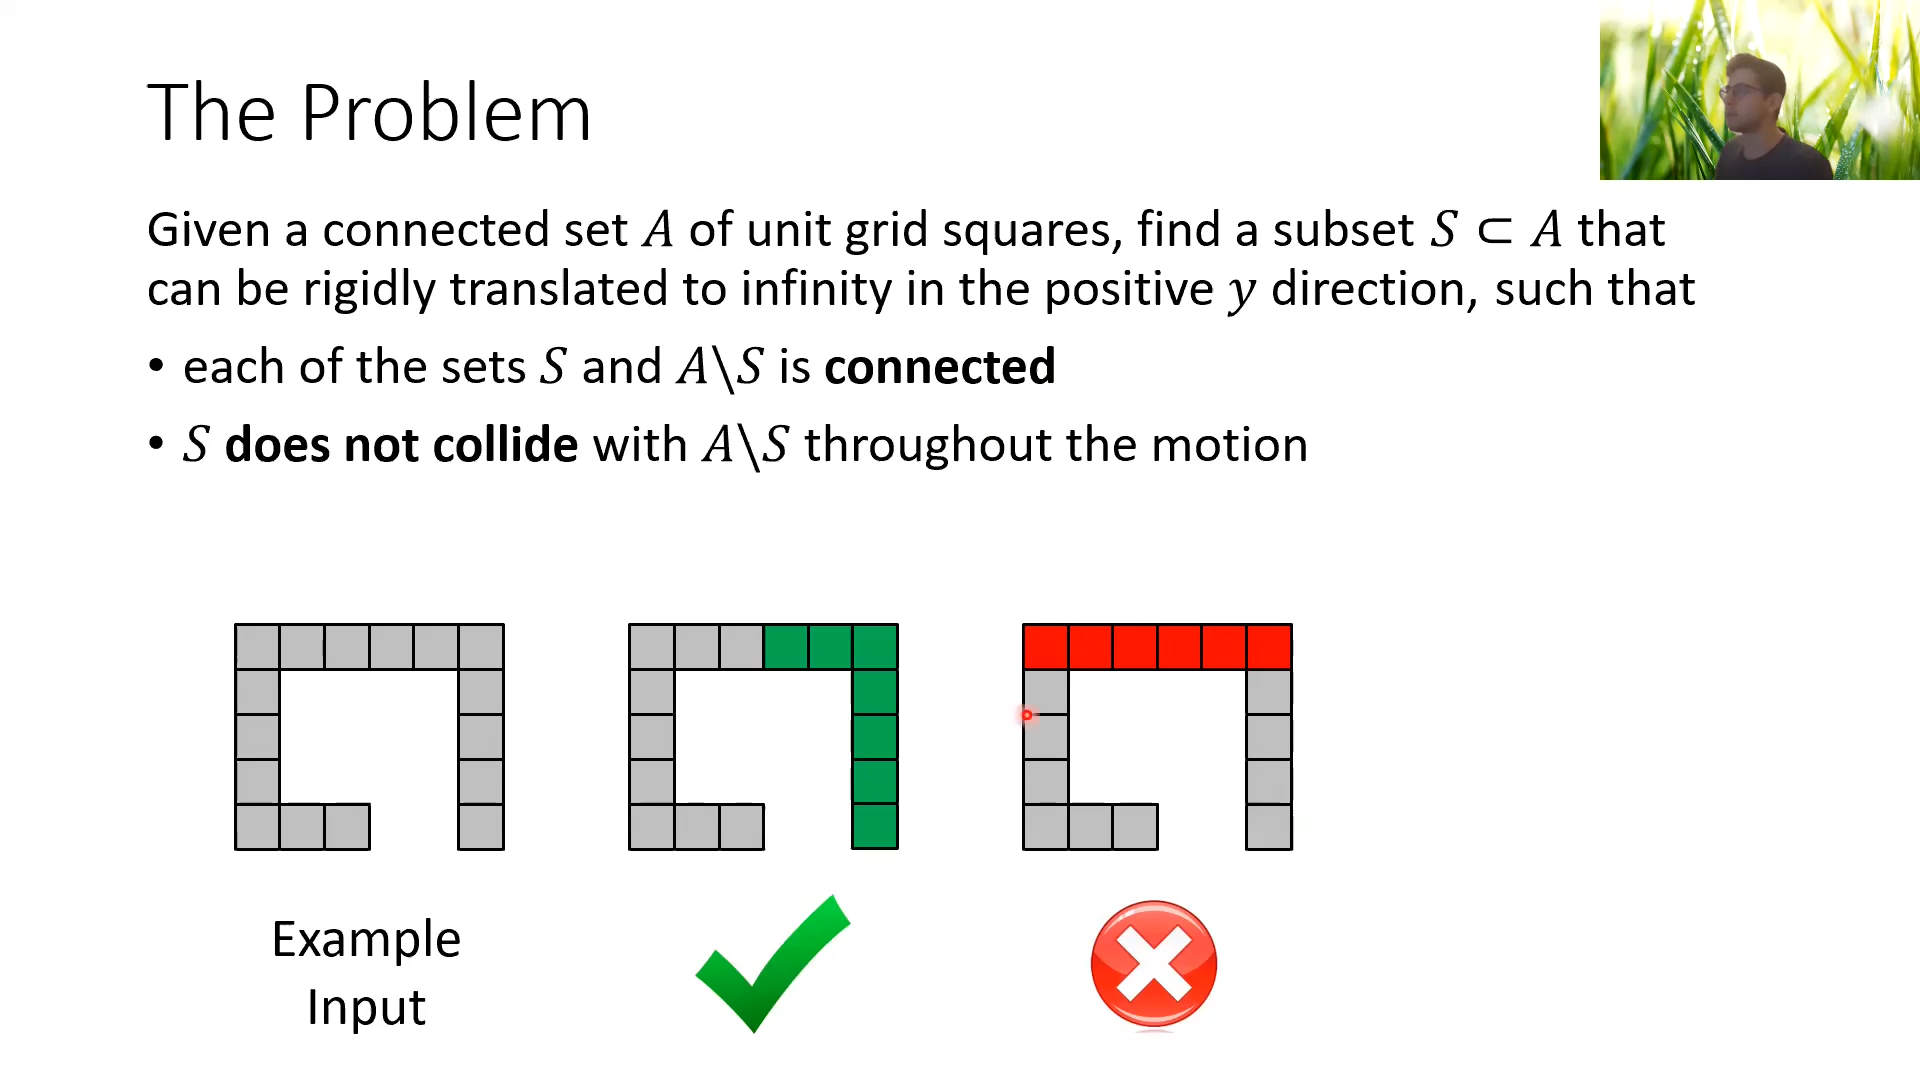 The Problem
Given a connected set A of unit grid squares, find a subset S ⊂ A that
can be rigidly translated to infinity in the positive y direction, such that
• each of the sets S and A\S is connected
• S does not collide with A\S throughout the motion
Example
Input